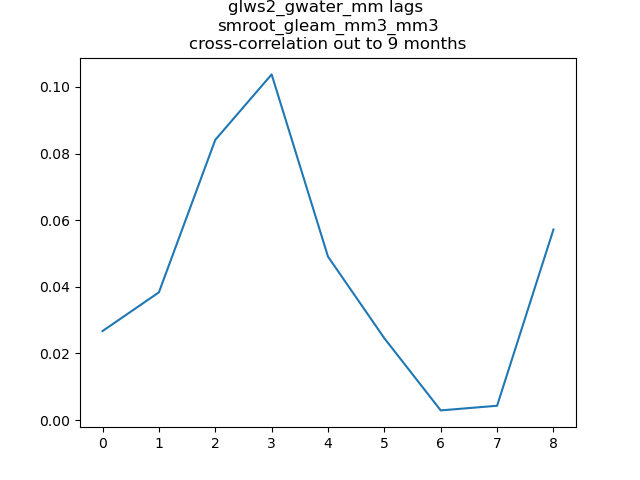 glws2_gwater_mm lags
smroot_gleam_mm3_mm3
cross-correlation out to 9 months
0.10
0.08
0.06
0.04
0.02
0.00
0 1 2 3 4 5 6 7 8